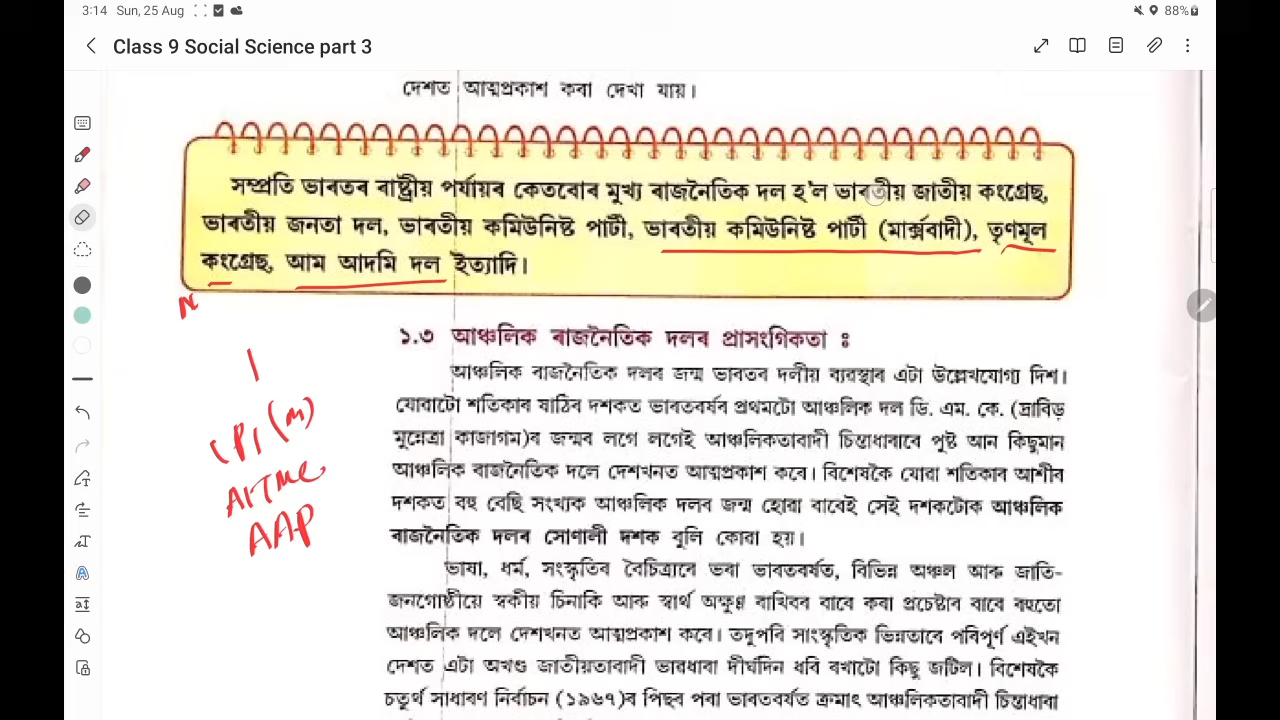 3:14 Sun, 25 Aug
88%
Class 9 Social Science part 3
দেশত আত্মপ্ৰকাশ কৰা দেখা যায়।
সম্প্ৰতি ভাৰতৰ ৰাষ্ট্ৰীয় পৰ্যায়ৰ কেতবোৰ মুখ্য ৰাজনৈতিক দল হ'ল ভাৰতীয় জাতীয় কংগ্ৰেছ,
ভাৰতীয় জনতা দল, ভাৰতীয় কমিউনিষ্ট পাৰ্টী, ভাৰতীয় কমিউনিষ্ট পাৰ্টী (মাৰ্ক্সবাদী), তৃণমূল
কংগ্ৰেছ, আম আদমি দল ইত্যাদি।
N
১.৩ আঞ্চলিক ৰাজনৈতিক দলৰ প্ৰাসংগিকতা ঃ
আঞ্চলিক ৰাজনৈতিক দলৰ জন্ম ভাৰতৰ দলীয় ব্যৱস্থাৰ এটা উল্লেখযোগ্য দিশ।
যোৱাটো শতিকাৰ ষাঠিৰ দশকত ভাৰতবৰ্ষৰ প্ৰথমটো আঞ্চলিক দল ডি. এম. কে. (দ্ৰাবিড়
CPI (M)
মুন্নেত্ৰা কাজাগম)ৰ জন্মৰ লগে লগেই আঞ্চলিকতাবাদী চিন্তাধাৰাৰে পুষ্ট আন কিছুমান
আঞ্চলিক ৰাজনৈতিক দলে দেশখনত আত্মপ্ৰকাশ কৰে। বিশেষকৈ যোৱা শতিকাৰ আশীৰ
AITMC
দশকত বহু বেছি সংখ্যক আঞ্চলিক দলৰ জন্ম হোৱা বাবেই সেই দশকটোক আঞ্চলিক
AAP
ৰাজনৈতিক দলৰ সোণালী দশক বুলি কোৱা হয়।
ভাষা, ধৰ্ম, সংস্কৃতিৰ বৈচিত্ৰ্যৰে ভৰা ভাৰতবৰ্ষত, বিভিন্ন অঞ্চল আৰু জাতি-
জনগোষ্ঠীয়ে স্বকীয় চিনাকি আৰু স্বাৰ্থ অক্ষুণ্ণ ৰাখিবৰ বাবে কৰা প্ৰচেষ্টাৰ বাবে বহুতো
আঞ্চলিক দলে দেশখনত আত্মপ্ৰকাশ কৰে। তদুপৰি সাংস্কৃতিক ভিন্নতাৰে পৰিপূৰ্ণ এইখন
দেশত এটা অখণ্ড জাতীয়তাবাদী ভাৱধাৰা দীৰ্ঘদিন ধৰি ৰখাটো কিছু জটিল। বিশেষকৈ
চতুৰ্থ সাধাৰণ নিৰ্বাচন (১৯৬৭)ৰ পিছৰ পৰা ভাৰতবৰ্ষত ক্ৰমাৎ আঞ্চলিকতাবাদী চিন্তাধাৰা